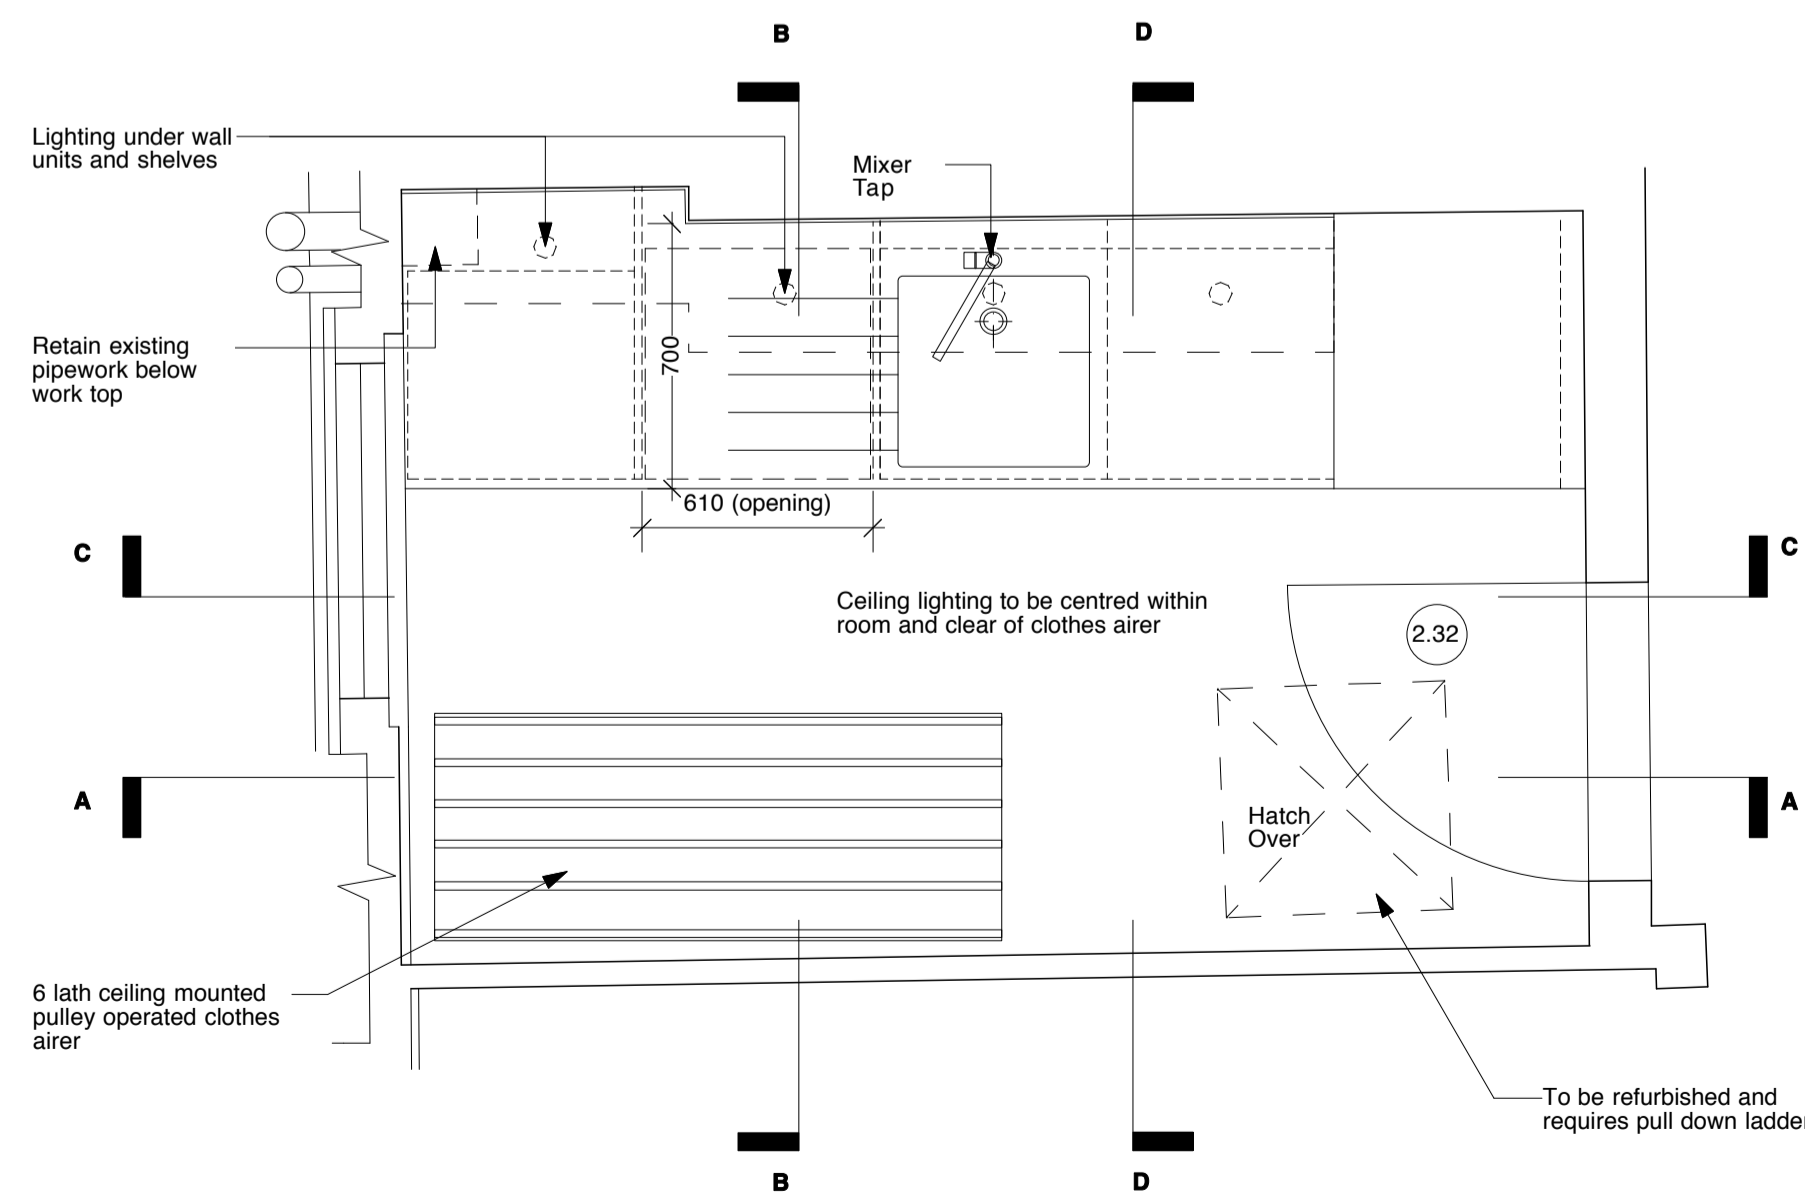 B
D
Lighting under wall
units and shelves
Mixer
Tap
Retain existing
pipework below
work top
700
610 (opening)
C
C
Ceiling lighting to be centred within
room and clear of clothes airer
2.32
A
A
Hatch
Over
6 lath ceiling mounted
pulley operated clothes
airer
To be refurbished and
requires pull down ladder
B
D